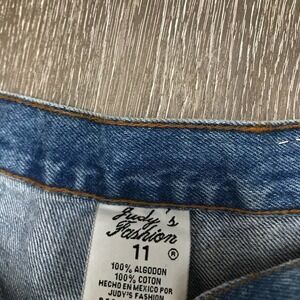 Judy's
Fashion
11 ®
100% ALGODON
100% COTON
HECHO EN MEXICO POR
JUDY'S FASHION